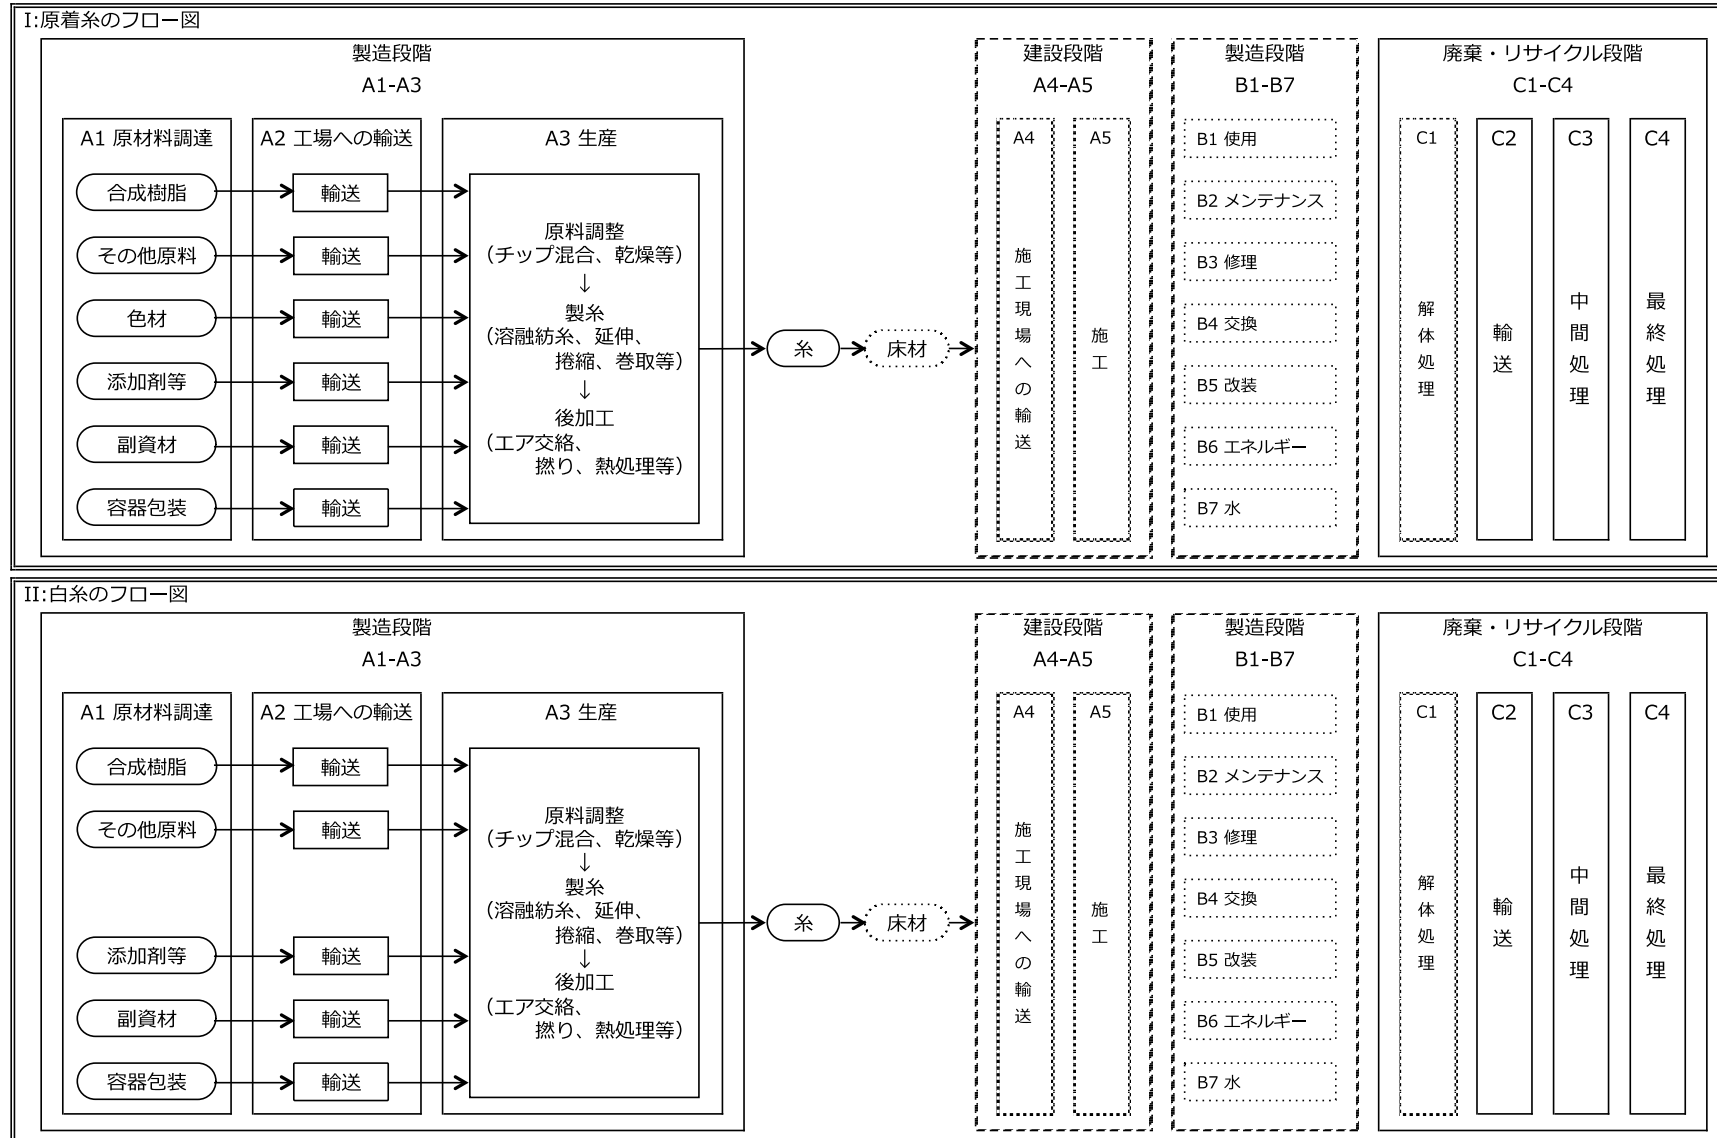 I:原着糸のフロー図
製造段階
A1-A3
A1 原材料調達
合成樹脂
その他原料
色材
添加剤等
副資材
容器包装
A2 工場への輸送
輸送
輸送
輸送
輸送
輸送
輸送
A3 生産
原料調整
（チップ混合、乾燥等）
↓
製糸
（溶融紡糸、延伸、
捲縮、巻取等）
↓
後加工
（エア交絡、
撚り、熱処理等）
糸
床材
建設段階
A4-A5
A4
施工現場への輸送
A5
施工
製造段階
B1-B7
B1 使用
B2 メンテナンス
B3 修理
B4 交換
B5 改装
B6 エネルギー
B7 水
廃棄・リサイクル段階
C1-C4
C1
解体処理
C2
輸送
C3
中間処理
C4
最終処理
II:白糸のフロー図
製造段階
A1-A3
A1 原材料調達
合成樹脂
その他原料
添加剤等
副資材
容器包装
A2 工場への輸送
輸送
輸送
輸送
輸送
輸送
A3 生産
原料調整
（チップ混合、乾燥等）
↓
製糸
（溶融紡糸、延伸、
捲縮、巻取等）
↓
後加工
（エア交絡、
撚り、熱処理等）
糸
床材
建設段階
A4-A5
A4
施工現場への輸送
A5
施工
製造段階
B1-B7
B1 使用
B2 メンテナンス
B3 修理
B4 交換
B5 改装
B6 エネルギー
B7 水
廃棄・リサイクル段階
C1-C4
C1
解体処理
C2
輸送
C3
中間処理
C4
最終処理